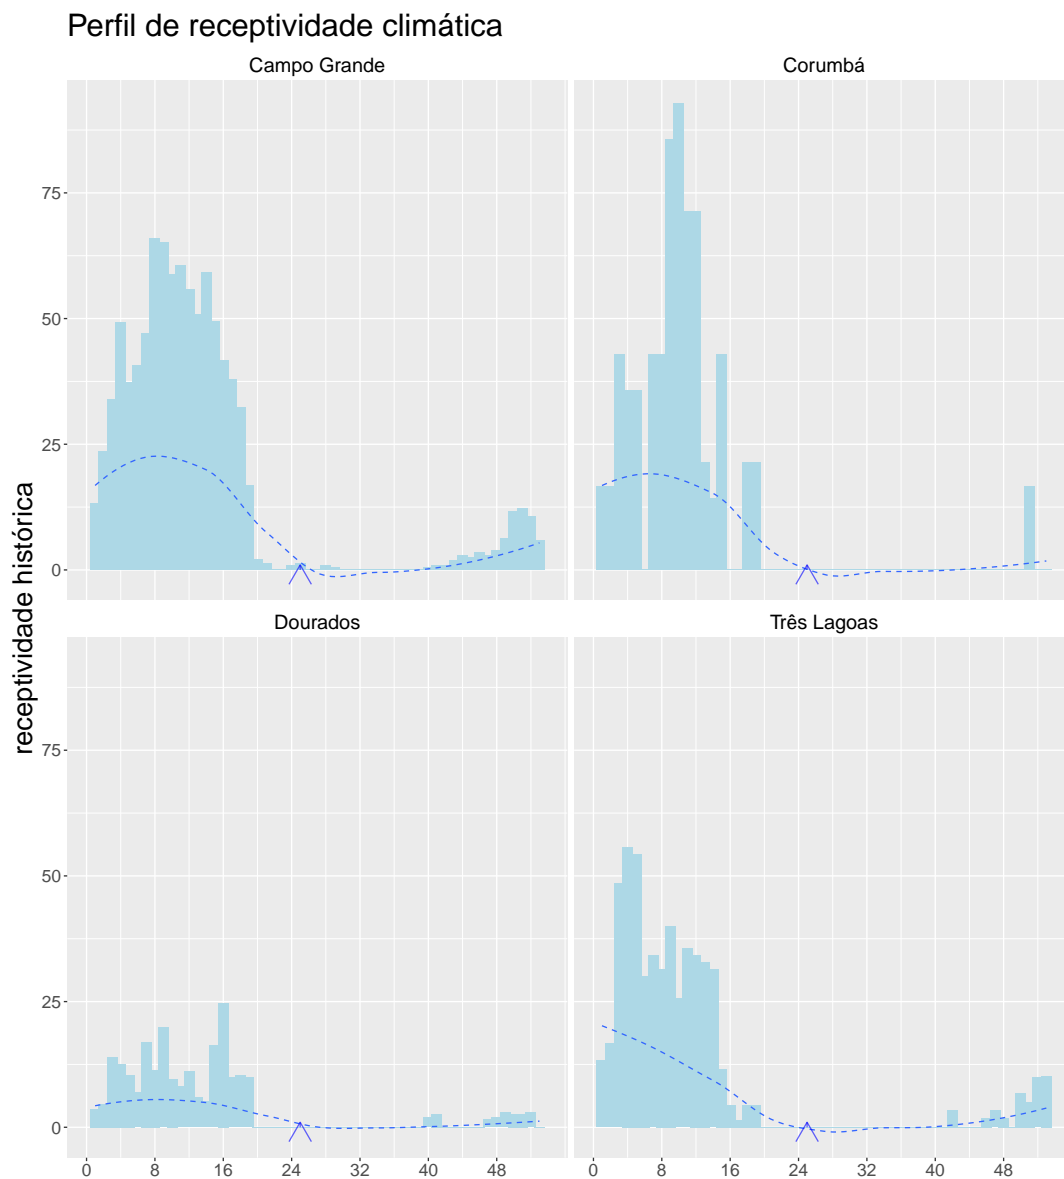 Perfil de receptividade climática
Campo Grande
Corumbá
75
50
25
0
Dourados
Três Lagoas
75
50
25
0
receptividade histórica
0 8 16 24 32 40 48
0 8 16 24 32 40 48